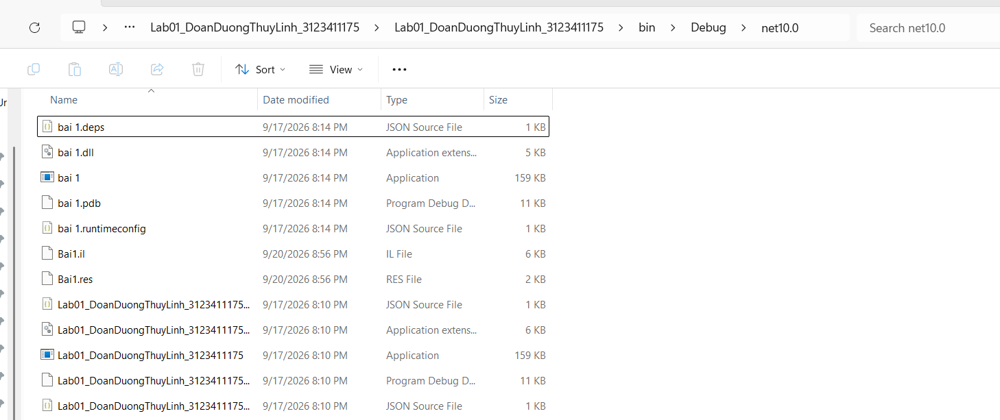 Lab01_DoanDuongThuyLinh_3123411175 > Lab01_DoanDuongThuyLinh_3123411175 > bin > Debug > net10.0 Search net10.0
Sort View
Name Date modified Type Size
bai 1.deps 9/17/2026 8:14 PM JSON Source File 1 KB
bai 1.dll 9/17/2026 8:14 PM Application extens... 5 KB
bai 1 9/17/2026 8:14 PM Application 159 KB
bai 1.pdb 9/17/2026 8:14 PM Program Debug D... 11 KB
bai 1.runtimeconfig 9/17/2026 8:14 PM JSON Source File 1 KB
Bai1.il 9/20/2026 8:56 PM IL File 6 KB
Bai1.res 9/20/2026 8:56 PM RES File 2 KB
Lab01_DoanDuongThuyLinh_3123411175... 9/17/2026 8:10 PM JSON Source File 1 KB
Lab01_DoanDuongThuyLinh_3123411175... 9/17/2026 8:10 PM Application extens... 6 KB
Lab01_DoanDuongThuyLinh_3123411175 9/17/2026 8:10 PM Application 159 KB
Lab01_DoanDuongThuyLinh_3123411175... 9/17/2026 8:10 PM Program Debug D... 11 KB
Lab01_DoanDuongThuyLinh_3123411175... 9/17/2026 8:10 PM JSON Source File 1 KB